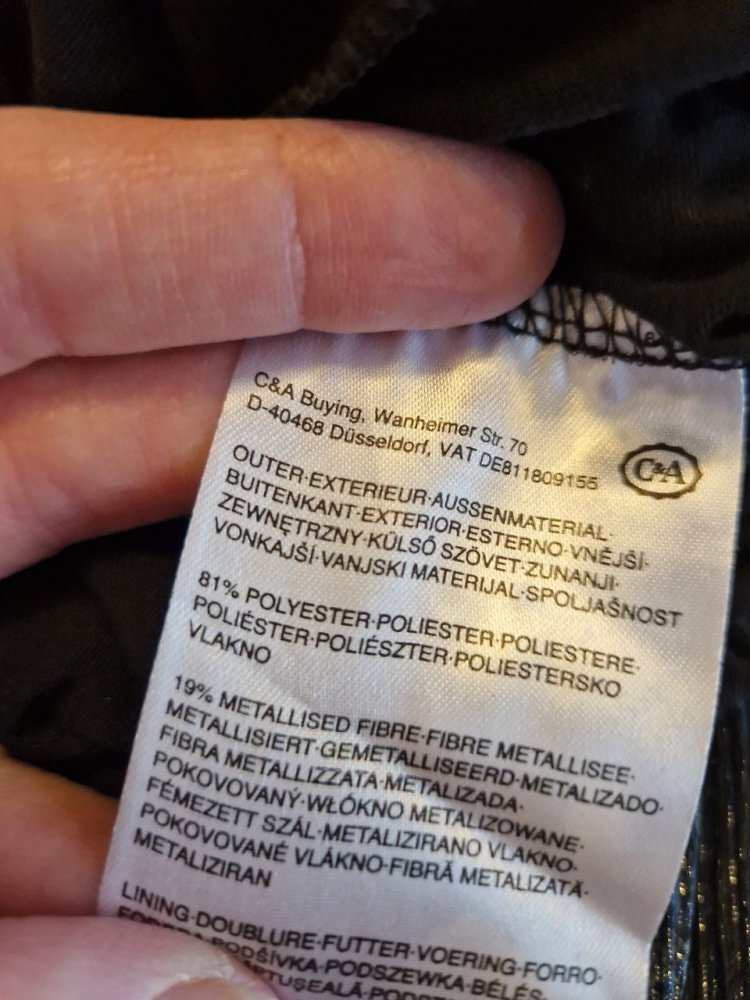 C&A Buying, Wanheimer Str. 70
D-40468 Düsseldorf, VAT DE811809155
C&A
OUTER·EXTERIEUR·AUSSENMATERIAL·
BUITENKANT·EXTERIOR·ESTERNO·VNĚJŠÍ·
ZEWNĘTRZNY·KÜLSŐ SZÖVET·ZUNANJI·
VONKAJŠÍ·VANJSKI MATERIJAL·SPOLJAŠNOST
81% POLYESTER·POLIESTER·POLIESTERE·
POLIÉSTER·POLIÉSZTER·POLIESTERSKO
VLAKNO
19% METALLISED FIBRE·FIBRE METALLISEE·
METALLISIERT·GEMETALLISEERD·METALIZADO·
FIBRA METALLIZZATA·METALIZADA·
POKOVOVANÝ·WŁÓKNO METALIZOWANE·
FÉMEZETT SZÁL·METALIZIRANO VLAKNO·
POKOVOVANÉ VLÁKNO·FIBRĂ METALIZATĂ·
METALIZIRAN
LINING·DOUBLURE·FUTTER·VOERING·FORRO·
PODŠÍVKA·PODSZEWKA·BÉLÉS